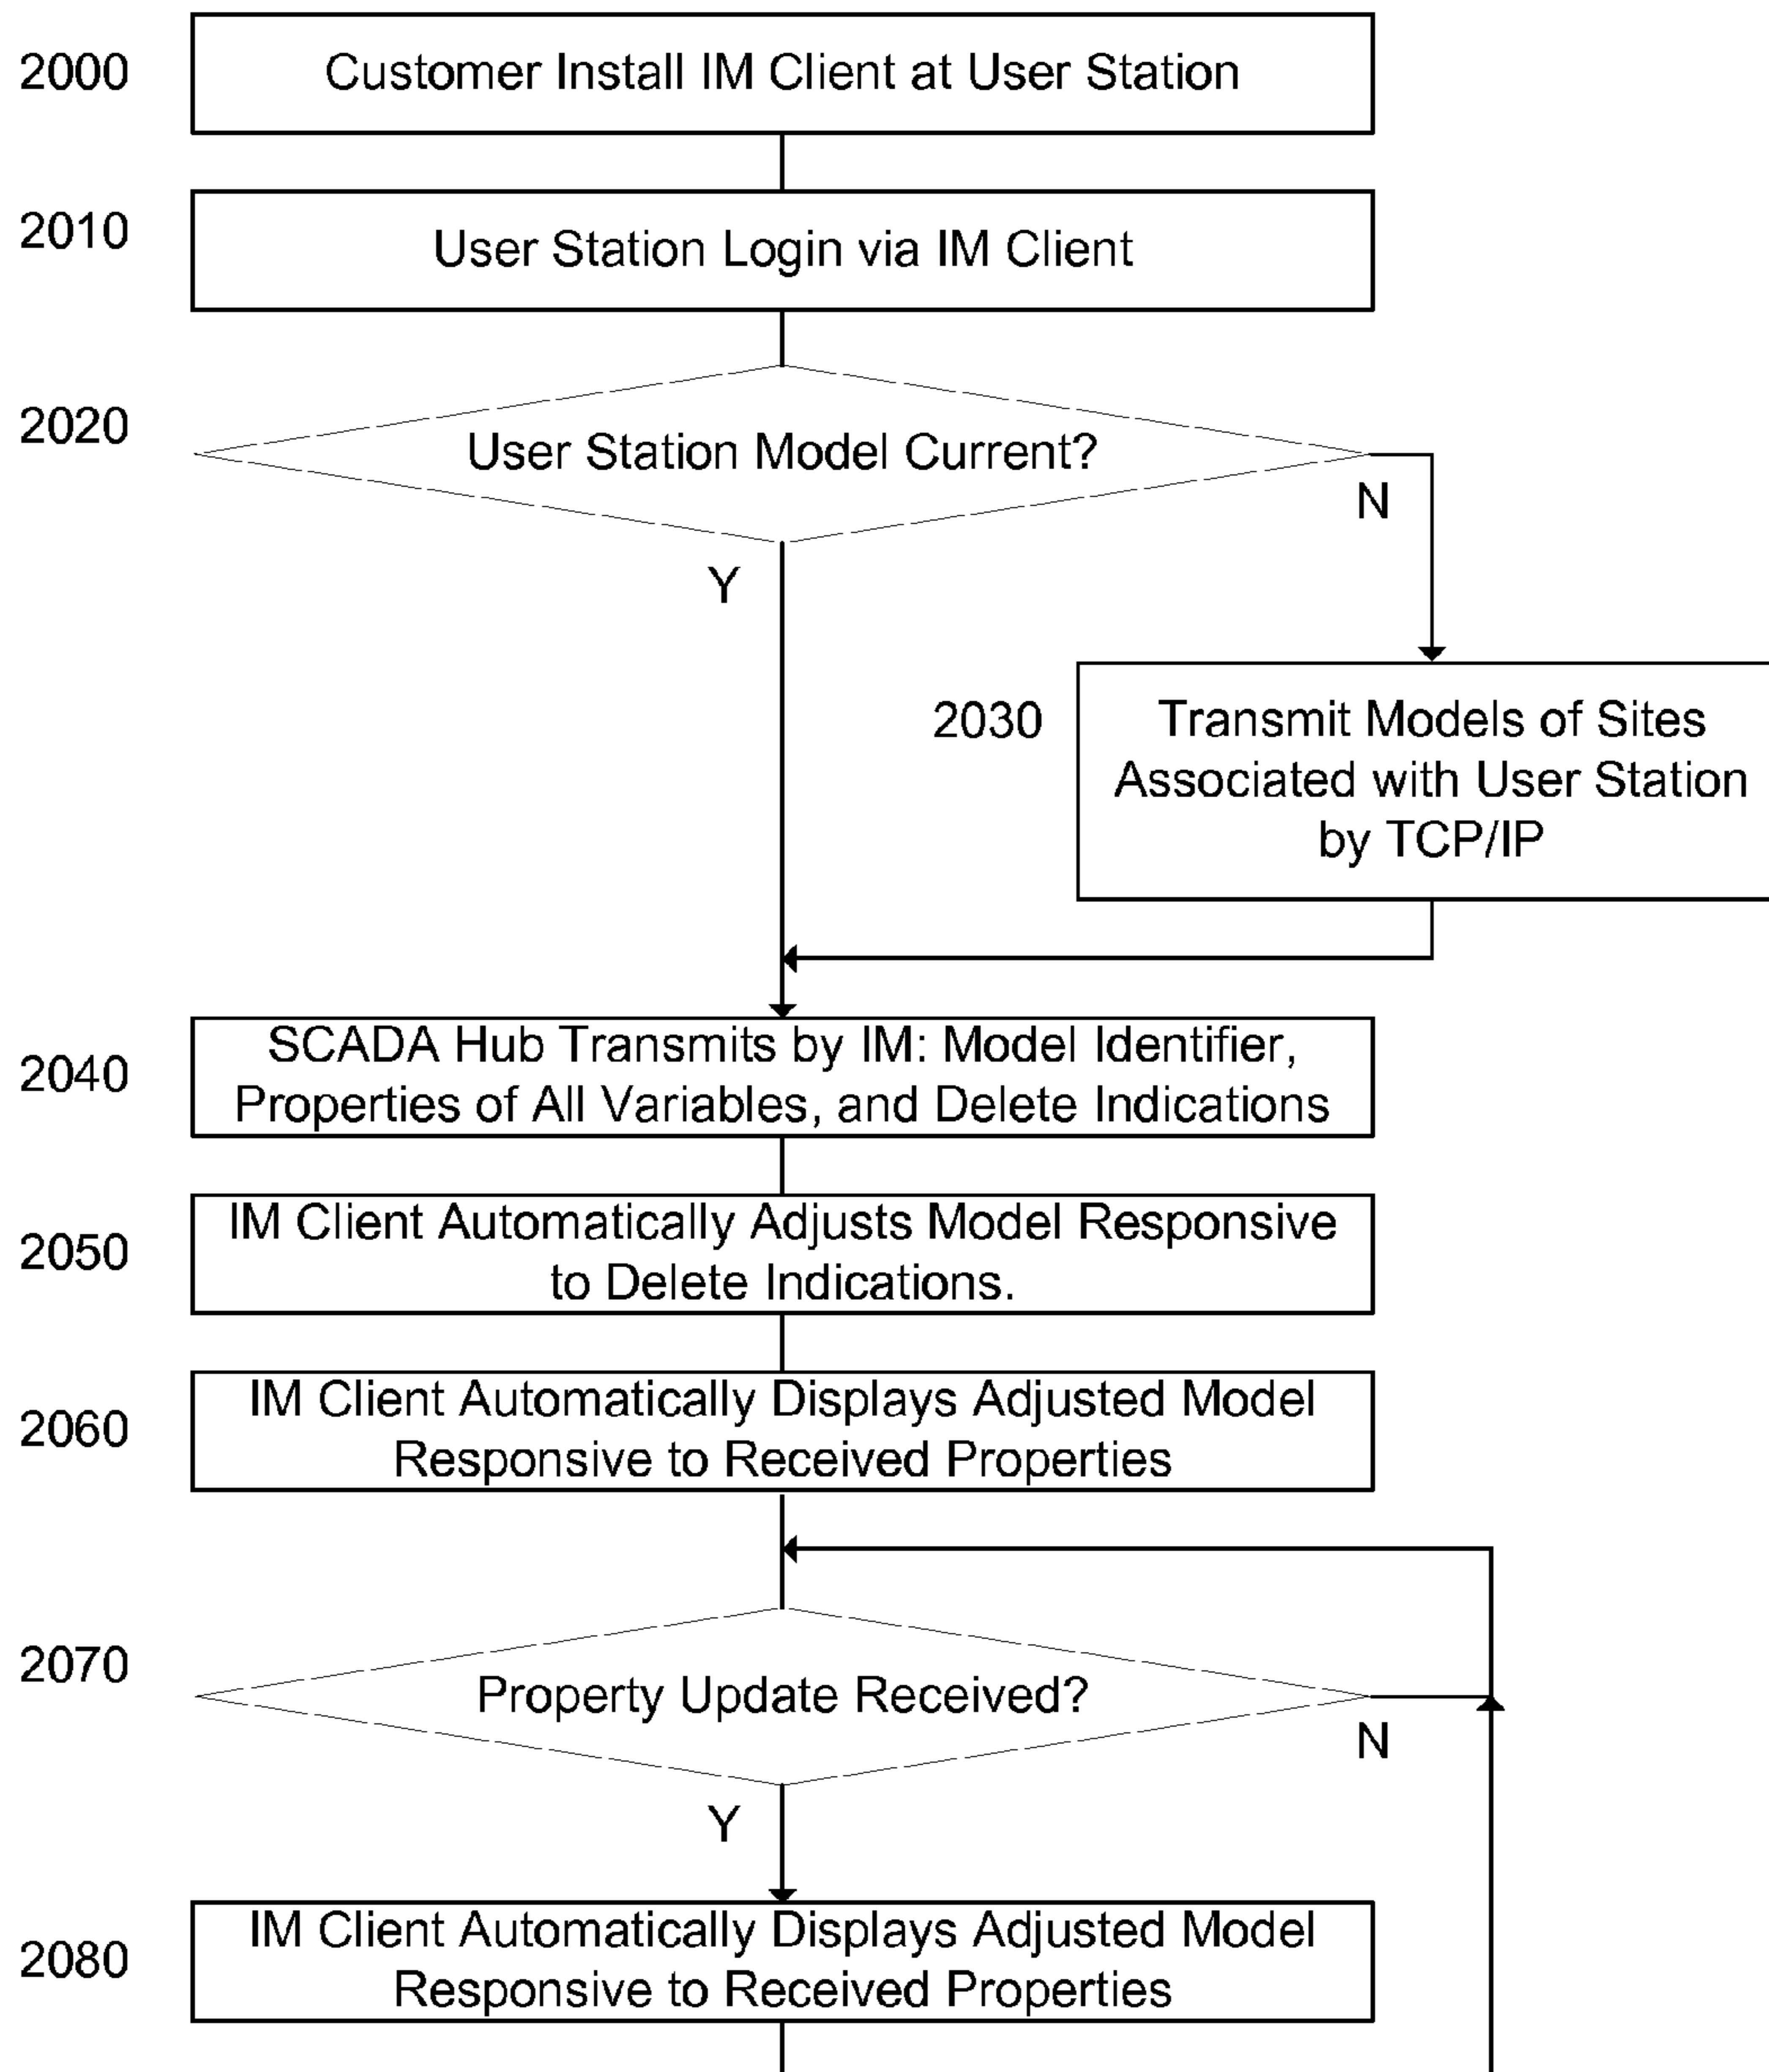 2000
Customer Install IM Client at User Station
2010
User Station Login via IM Client
2020
User Station Model Current?
N
Y
2030
Transmit Models of Sites
Associated with User Station
by TCP/IP
2040
SCADA Hub Transmits by IM: Model Identifier,
Properties of All Variables, and Delete Indications
2050
IM Client Automatically Adjusts Model Responsive
to Delete Indications.
2060
IM Client Automatically Displays Adjusted Model
Responsive to Received Properties
2070
Property Update Received?
N
Y
2080
IM Client Automatically Displays Adjusted Model
Responsive to Received Properties